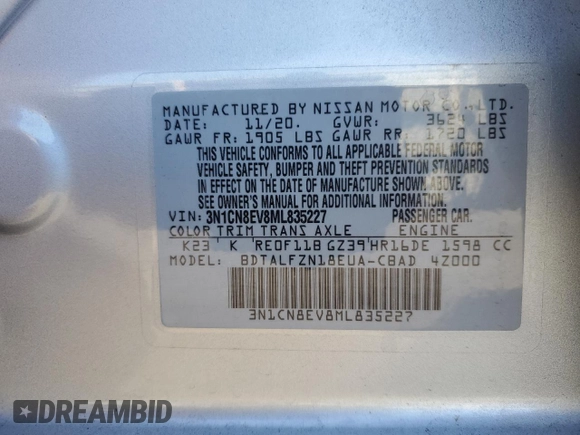 MANUFACTURED BY NISSAN MOTOR CO., LTD.
DATE: 11/20. GVWR: 3624 LBS
GAWR FR: 1905 LBS GAWR RR: 1720 LBS
THIS VEHICLE CONFORMS TO ALL APPLICABLE FEDERAL MOTOR
VEHICLE SAFETY, BUMPER AND THEFT PREVENTION STANDARDS
IN EFFECT ON THE DATE OF MANUFACTURE SHOWN ABOVE.
SEE OWNER'S MANUAL FOR ADDITIONAL INFORMATION.
VIN: 3N1CN8EV8ML835227 PASSENGER CAR.
COLOR TRIM TRANS AXLE ENGINE
K23 ' K 'RE0F11B GZ39'HR16DE 1598 CC
MODEL: BDTALFZN18EUA-CBAD 4Z000
3N1CN8EV8ML835227
DREAMBID